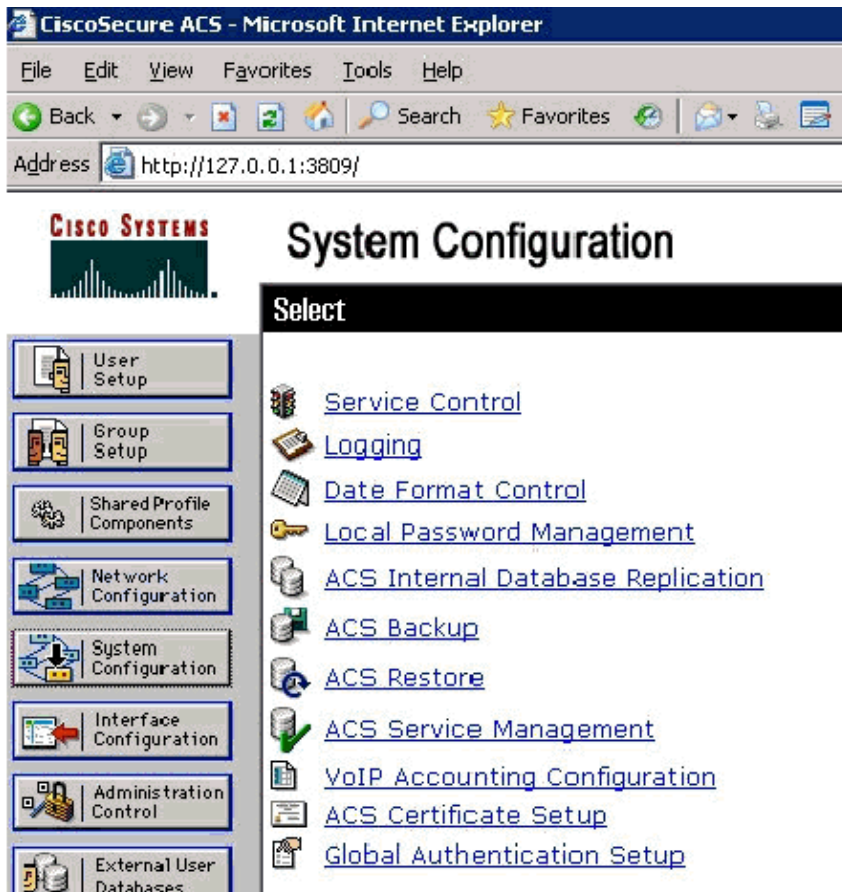 CiscoSecure ACS - Microsoft Internet Explorer
File Edit View Favorites Tools Help
Back Search Favorites
Address http://127.0.0.1:3809/
CISCO SYSTEMS
System Configuration
Select
User
Setup
Group
Setup
Shared Profile
Components
Network
Configuration
System
Configuration
Interface
Configuration
Administration
Control
External User
Databases
Service Control
Logging
Date Format Control
Local Password Management
ACS Internal Database Replication
ACS Backup
ACS Restore
ACS Service Management
VoIP Accounting Configuration
ACS Certificate Setup
Global Authentication Setup